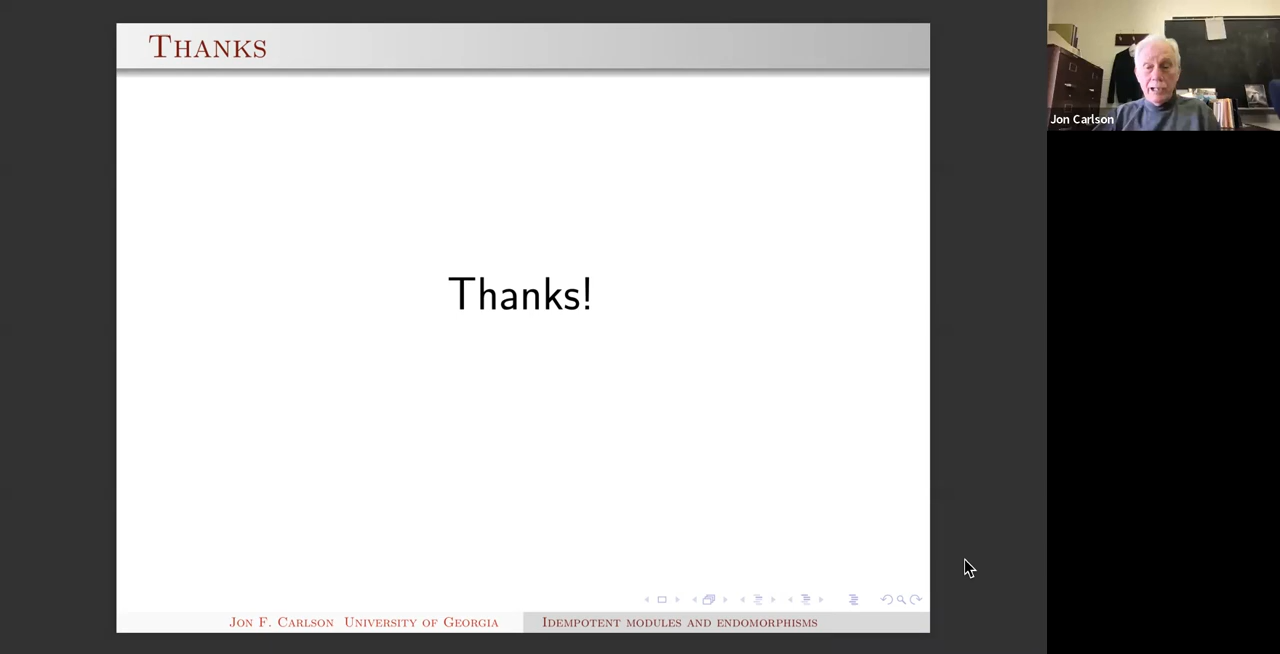 THANKS
Thanks!
Jon Carlson
JON F. CARLSON UNIVERSITY OF GEORGIA
IDEMPOTENT MODULES AND ENDOMORPHISMS